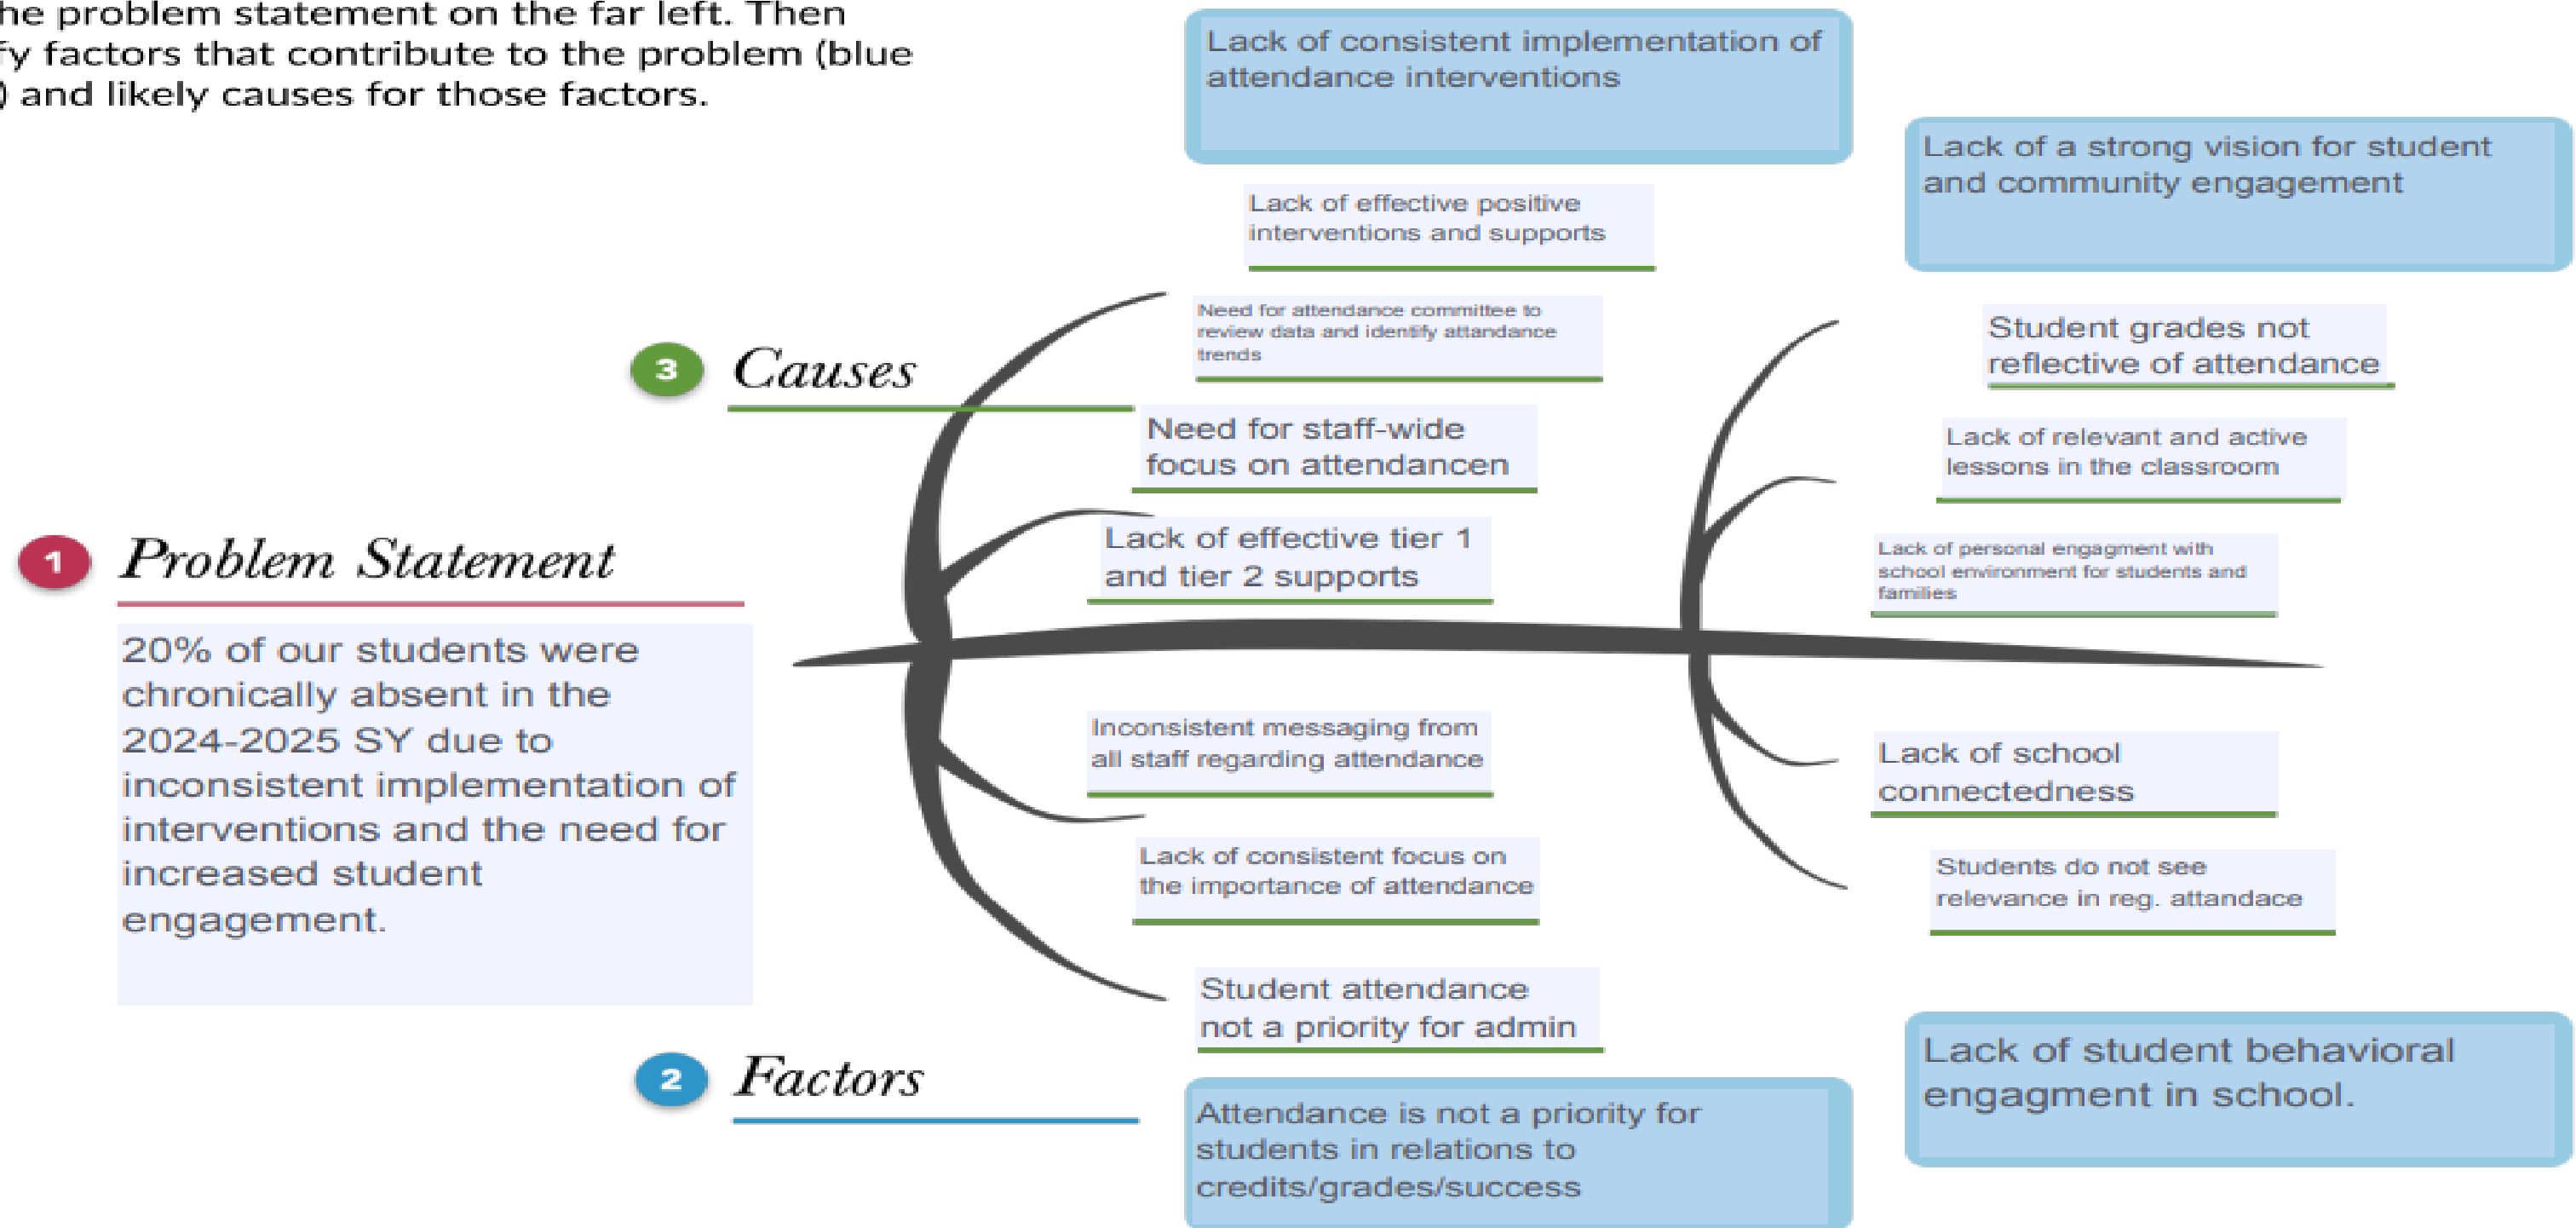 he problem statement on the far left. Then
fy factors that contribute to the problem (blue
) and likely causes for those factors.
Lack of consistent implementation of
attendance interventions
Lack of a strong vision for student
and community engagement
Lack of effective positive
interventions and supports
Need for attendance committee to
review data and identify attandance
trends
3 Causes
Need for staff-wide
focus on attendancen
Lack of effective tier 1
and tier 2 supports
Student grades not
reflective of attendance
Lack of relevant and active
lessons in the classroom
Lack of personal engagment with
school environment for students and
families
1 Problem Statement
20% of our students were
chronically absent in the
2024-2025 SY due to
inconsistent implementation of
interventions and the need for
increased student
engagement.
Inconsistent messaging from
all staff regarding attendance
Lack of consistent focus on
the importance of attendance
Student attendance
not a priority for admin
Lack of school
connectedness
Students do not see
relevance in reg. attandace
2 Factors
Attendance is not a priority for
students in relations to
credits/grades/success
Lack of student behavioral
engagment in school.